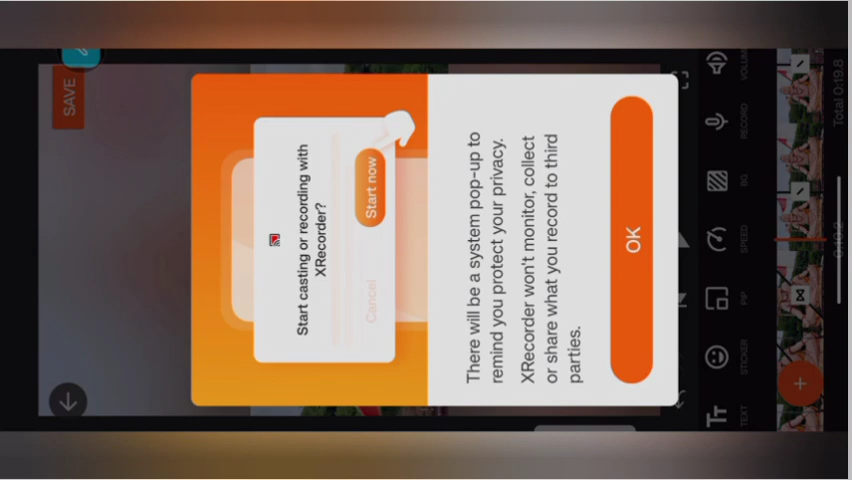 SAVE
Start casting or recording with
XRecorder?
Cancel
Start now
There will be a system pop-up to
remind you protect your privacy.
XRecorder won't monitor, collect
or share what you record to third
parties.
OK
TEXT
STICKER
PIP
SPEED
BG
RECORD
VOLUME
Total 0:19.8